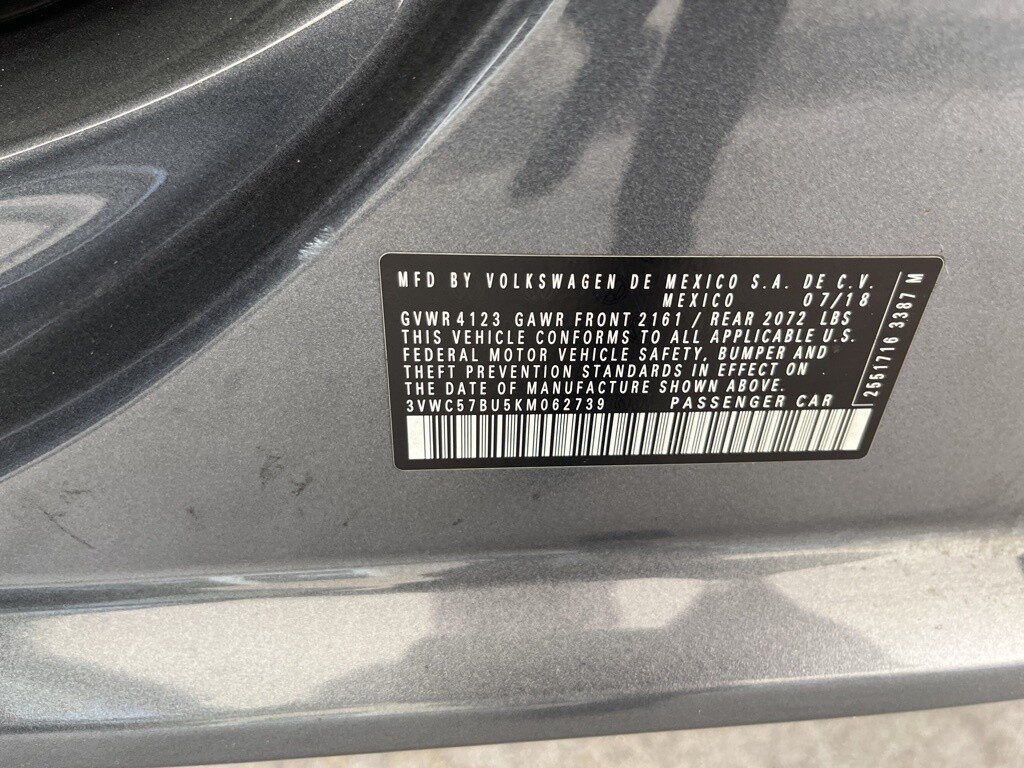 MFD BY VOLKSWAGEN DE MEXICO S.A. DE C.V.
MEXICO 07/18
GVWR 4123 GAWR FRONT 2161 / REAR 2072 LBS
THIS VEHICLE CONFORMS TO ALL APPLICABLE U.S.
FEDERAL MOTOR VEHICLE SAFETY, BUMPER AND
THEFT PREVENTION STANDARDS IN EFFECT ON
THE DATE OF MANUFACTURE SHOWN ABOVE.
3VWC57BU5KM062739 PASSENGER CAR
2551716 3387 M